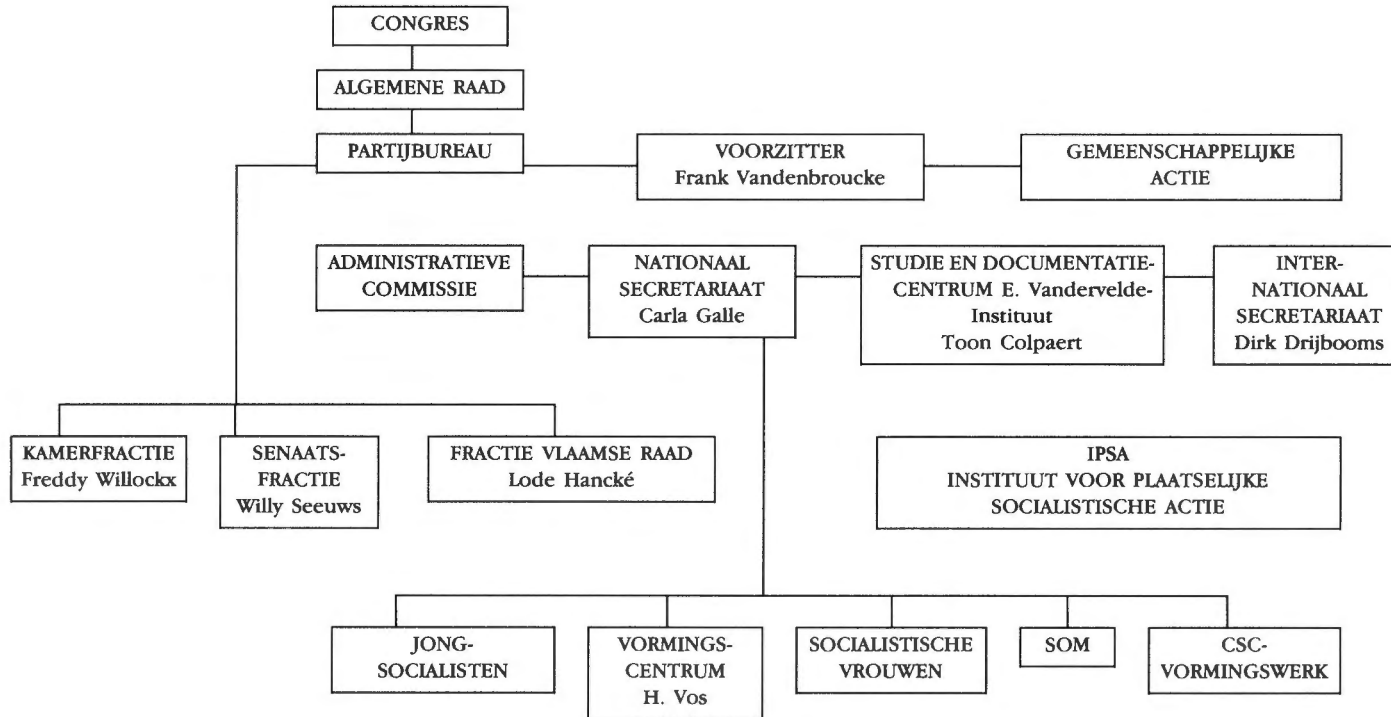 CONGRES
ALGEMENE RAAD
PARTIJBUREAU
VOORZITTER
Frank Vandenbroucke
GEMEENSCHAPPELIJKE
ACTIE
ADMINISTRATIEVE
COMMISSIE
NATIONAAL
SECRETARIAAT
Carla Galle
STUDIE EN DOCUMENTATIE-
CENTRUM E. Vandervelde-
Instituut
Toon Colpaert
INTER-
NATIONAAL
SECRETARIAAT
Dirk Drijbooms
KAMERFRACTIE
Freddy Willockx
SENAATS-
FRACTIE
Willy Seeuws
FRACTIE VLAAMSE RAAD
Lode Hancké
IPSA
INSTITUUT VOOR PLAATSELIJKE
SOCIALISTISCHE ACTIE
JONG-
SOCIALISTEN
VORMINGS-
CENTRUM
H. Vos
SOCIALISTISCHE
VROUWEN
SOM
CSC-
VORMINGSWERK